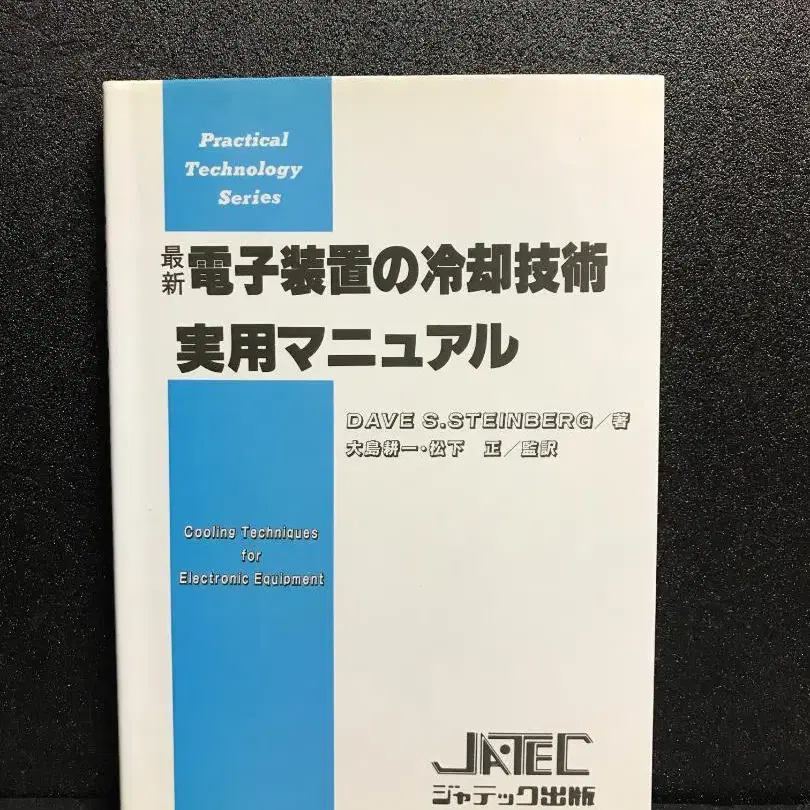 Practical
Technology
Series
最新 電子装置の冷却技術
実用マニュアル
DAVE S.STEINBERG／著
大島耕一・松下　正／監訳
Cooling Techniques
for
Electronic Equipment
JATEC
ジャテック出版